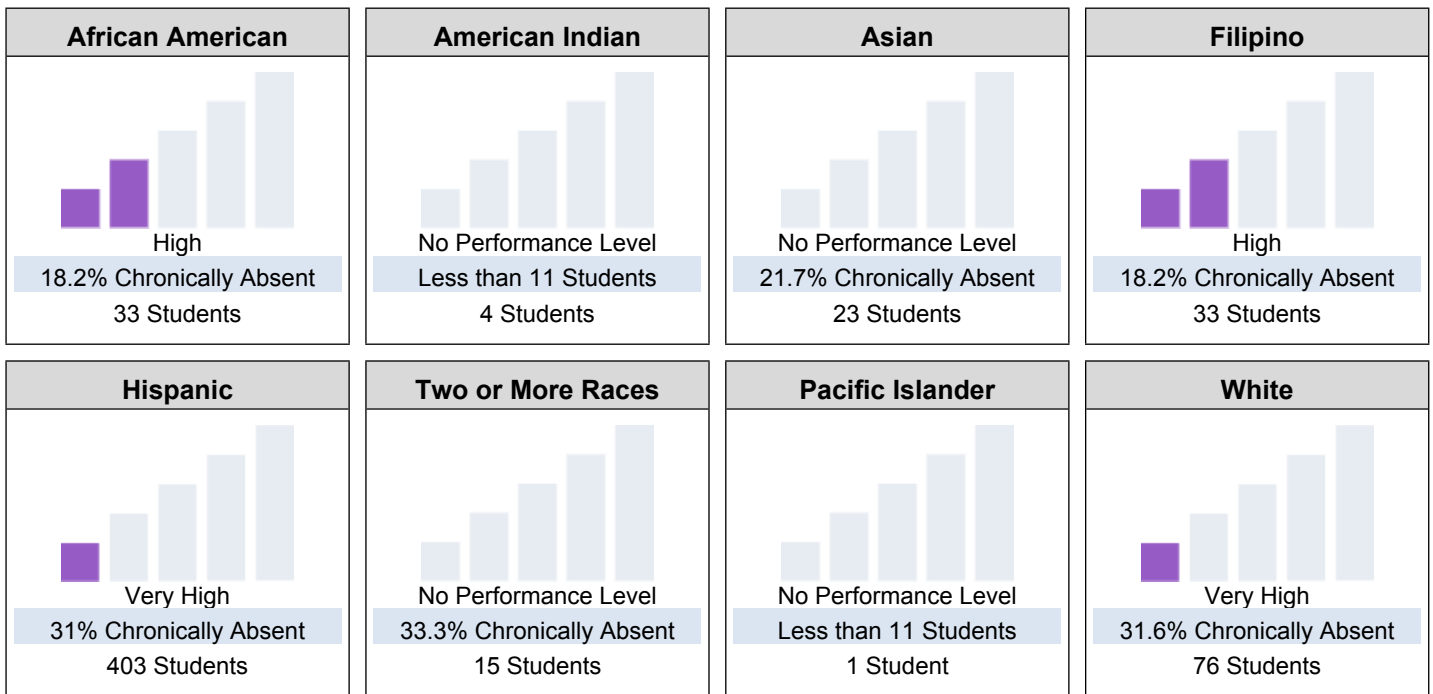 African American
High
18.2% Chronically Absent
33 Students
American Indian
No Performance Level
Less than 11 Students
4 Students
Asian
No Performance Level
21.7% Chronically Absent
23 Students
Filipino
High
18.2% Chronically Absent
33 Students
Hispanic
Very High
31% Chronically Absent
403 Students
Two or More Races
No Performance Level
33.3% Chronically Absent
15 Students
Pacific Islander
No Performance Level
Less than 11 Students
1 Student
White
Very High
31.6% Chronically Absent
76 Students